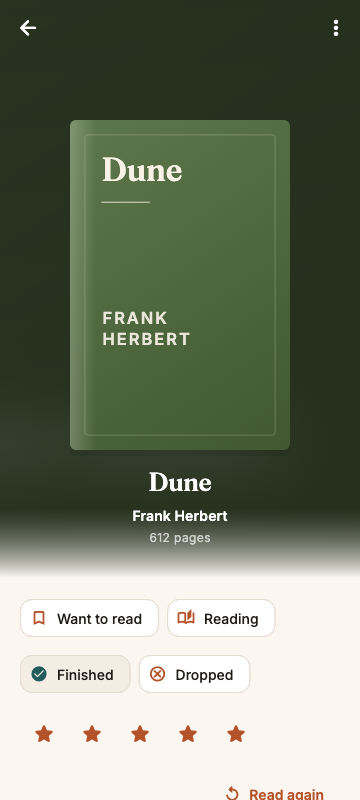 Dune
FRANK
HERBERT
Dune
Frank Herbert
612 pages
Want to read
Reading
Finished
Dropped
Read again